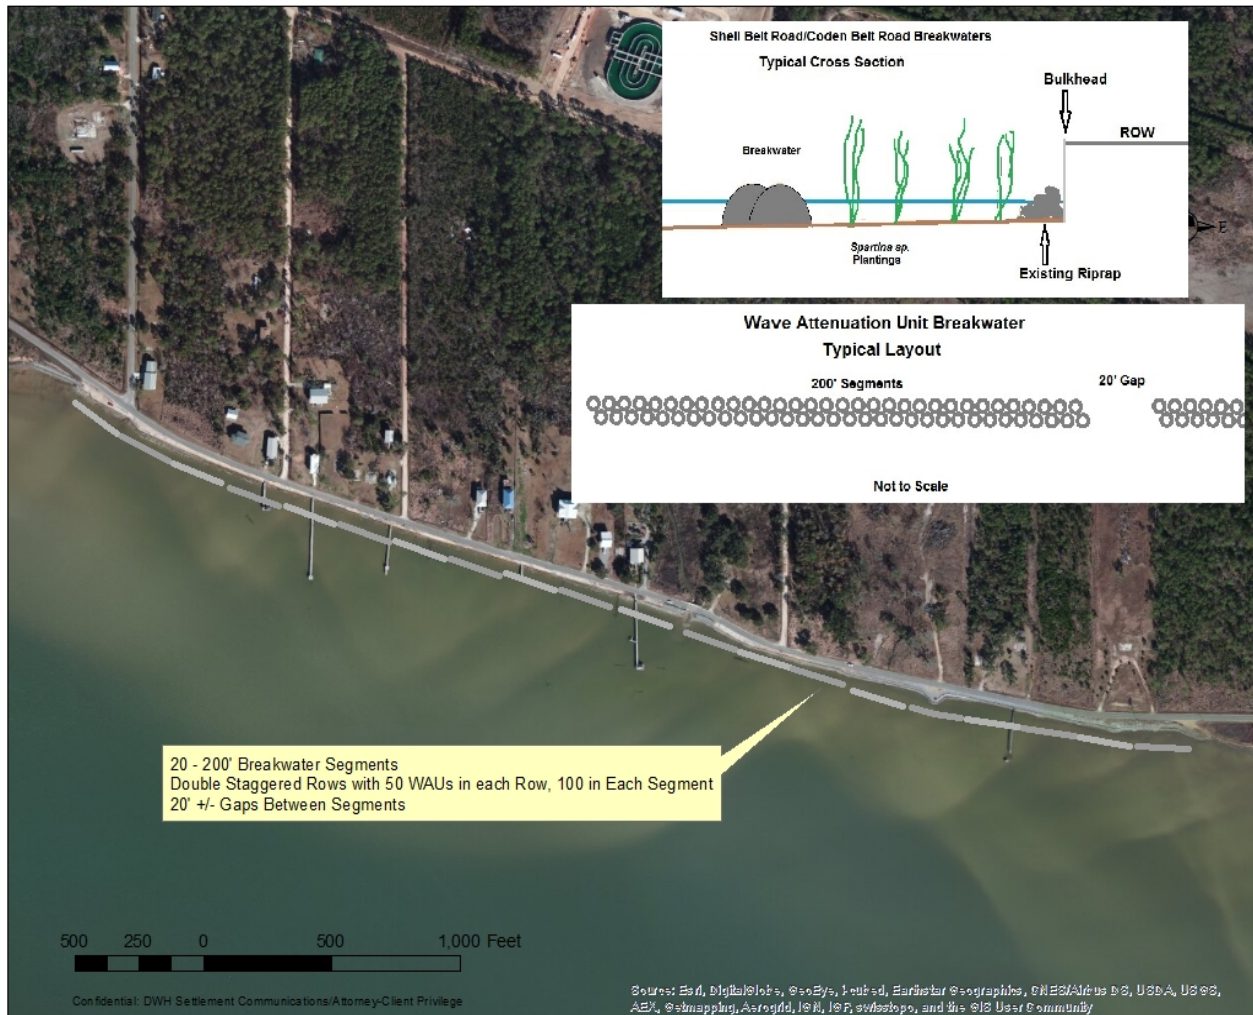 Shell Belt Road/Coden Belt Road Breakwaters
Typical Cross Section
Bulkhead
ROW
Breakwater
Spartina sp.
Plantings
Existing Riprap
E
Wave Attenuation Unit Breakwater
Typical Layout
200' Segments
20' Gap
Not to Scale
20 - 200' Breakwater Segments
Double Staggered Rows with 50 WAUs in each Row, 100 in Each Segment
20' +/- Gaps Between Segments
500 250 0 500 1,000 Feet
Confidential: DWH Settlement Communications/Attorney-Client Privilege
Source: Esri, DigitalGlobe, GeoEye, i-cubed, Earthstar Geographics, CNES/Airbus DS, USDA, USGS,
AEX, Getmapping, Aerogrid, IGN, IGP, swisstopo, and the GIS User Community